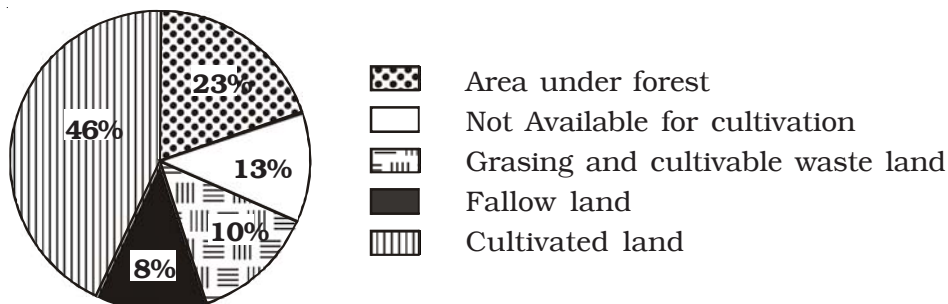 23%
46%
13%
10%
8%
Area under forest
Not Available for cultivation
Grasing and cultivable waste land
Fallow land
Cultivated land